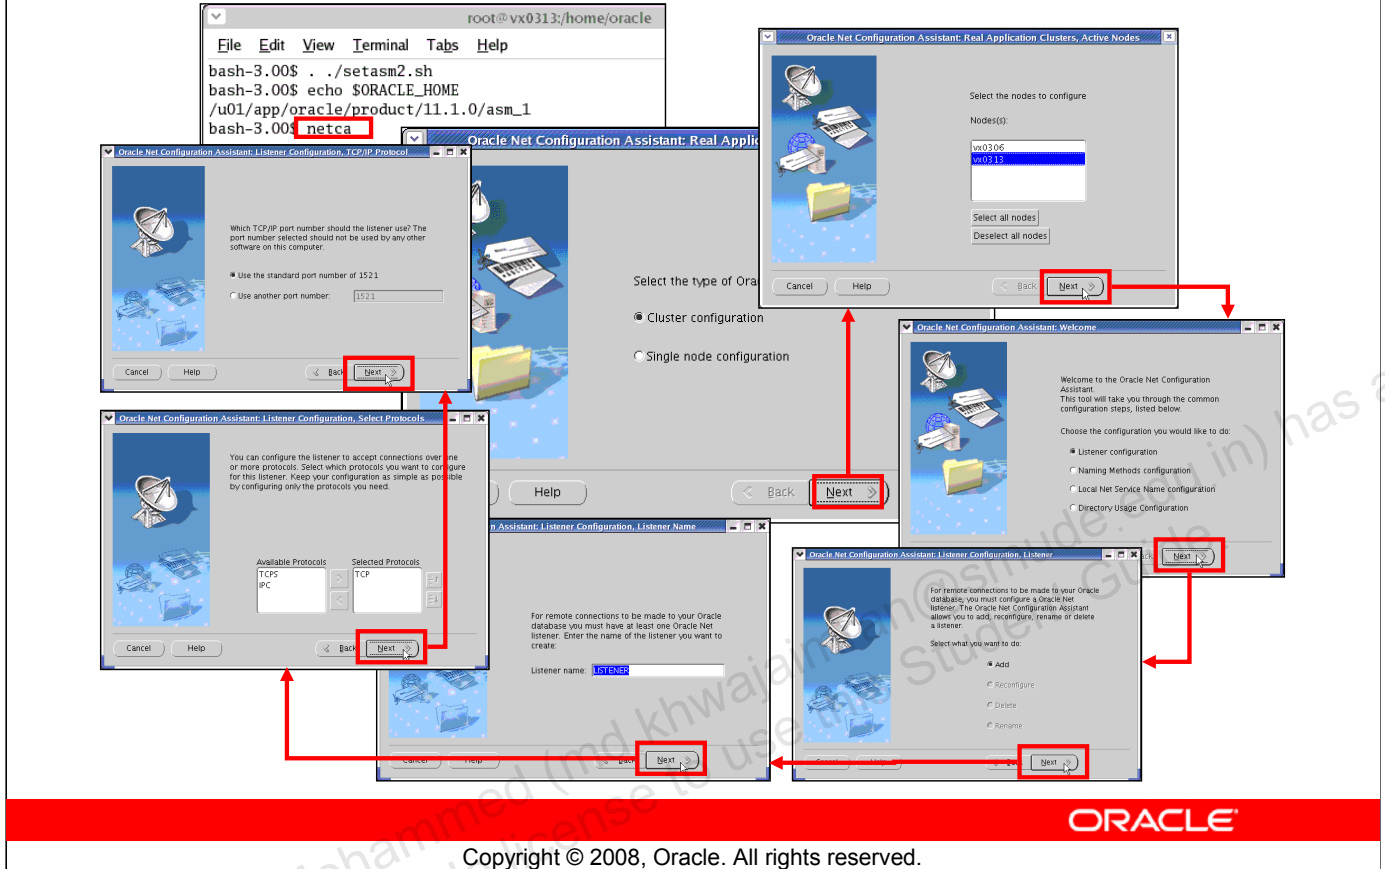 root@vx0313:/home/oracle
File Edit View Terminal Tabs Help
bash-3.00$ . ./setasm2.sh
bash-3.00$ echo $ORACLE_HOME
/u01/app/oracle/product/11.1.0/asm_1
bash-3.00$ netca
Oracle Net Configuration Assistant: Real Applic
Select the type of Ora
Cluster configuration
Single node configuration
Help
Back
Next
Oracle Net Configuration Assistant: Real Application Clusters, Active Nodes
Select the nodes to configure
Nodes(s):
vx0306
vx0313
Select all nodes
Deselect all nodes
Cancel
Help
Back
Next
Oracle Net Configuration Assistant: Welcome
Welcome to the Oracle Net Configuration
Assistant.
This tool will take you through the common
configuration steps, listed below.
Choose the configuration you would like to do:
Listener configuration
Naming Methods configuration
Local Net Service Name configuration
Directory Usage Configuration
Next
Oracle Net Configuration Assistant: Listener Configuration, Listener
For remote connections to be made to your Oracle
database, you must configure a Oracle Net
listener. The Oracle Net Configuration Assistant
allows you to add, reconfigure, rename or delete
a listener.
Select what you want to do:
Add
Reconfigure
Delete
Rename
Cancel
Help
Back
Next
n Assistant: Listener Configuration, Listener Name
For remote connections to be made to your Oracle
database you must have at least one Oracle Net
listener. Enter the name of the listener you want to
create:
Listener name: LISTENER
Cancel
Help
Back
Next
Oracle Net Configuration Assistant: Listener Configuration, Select Protocols
You can configure the listener to accept connections over one
or more protocols. Select which protocols you want to configure
for this listener. Keep your configuration as simple as possible
by configuring only the protocols you need.
Available Protocols
TCPS
IPC
Selected Protocols
TCP
Cancel
Help
Back
Next
Oracle Net Configuration Assistant: Listener Configuration, TCP/IP Protocol
Which TCP/IP port number should the listener use? The
port number selected should not be used by any other
software on this computer.
Use the standard port number of 1521
Use another port number: 1521
Cancel
Help
Back
Next
ORACLE
Copyright © 2008, Oracle. All rights reserved.